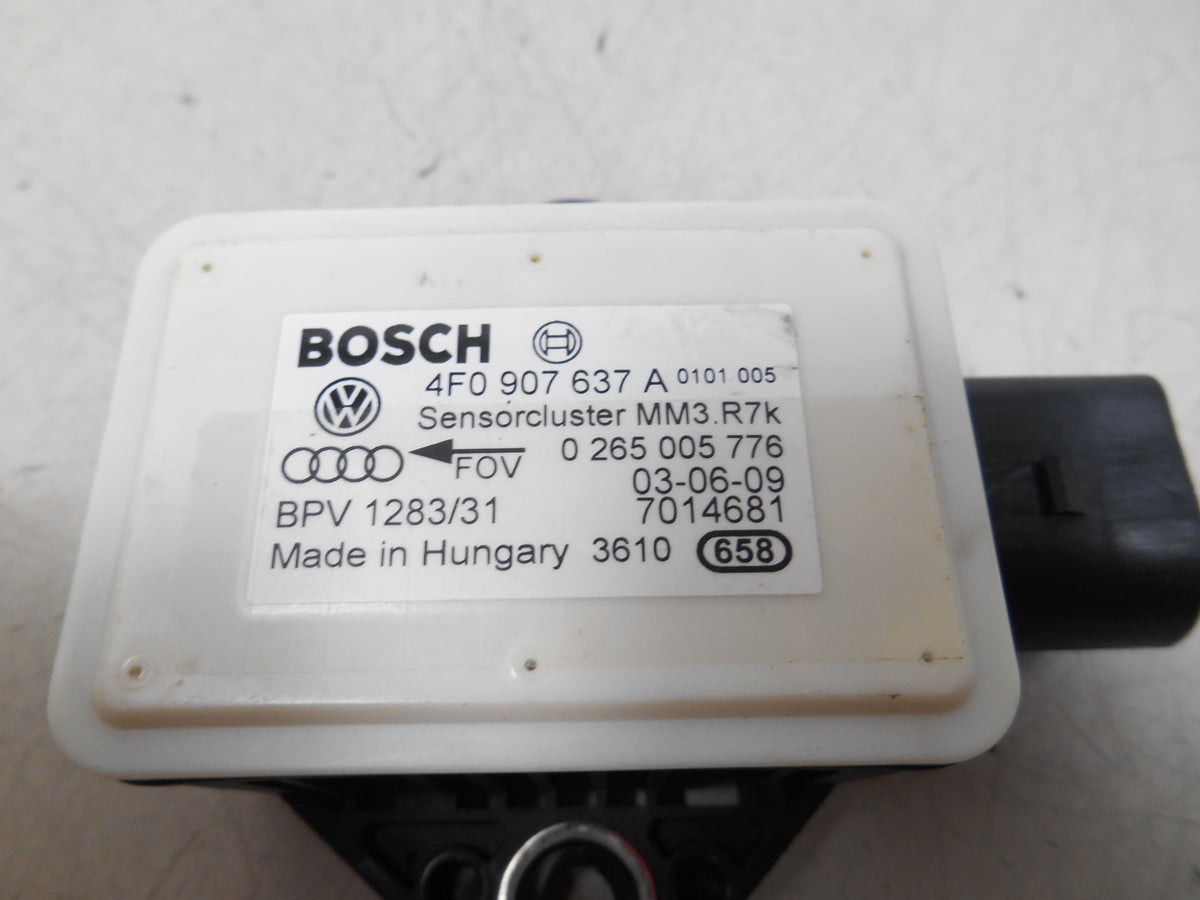 BOSCH
4F0 907 637 A 0101 005
Sensorcluster MM3.R7k
FOV 0 265 005 776
03-06-09
BPV 1283/31 7014681
Made in Hungary 3610 658